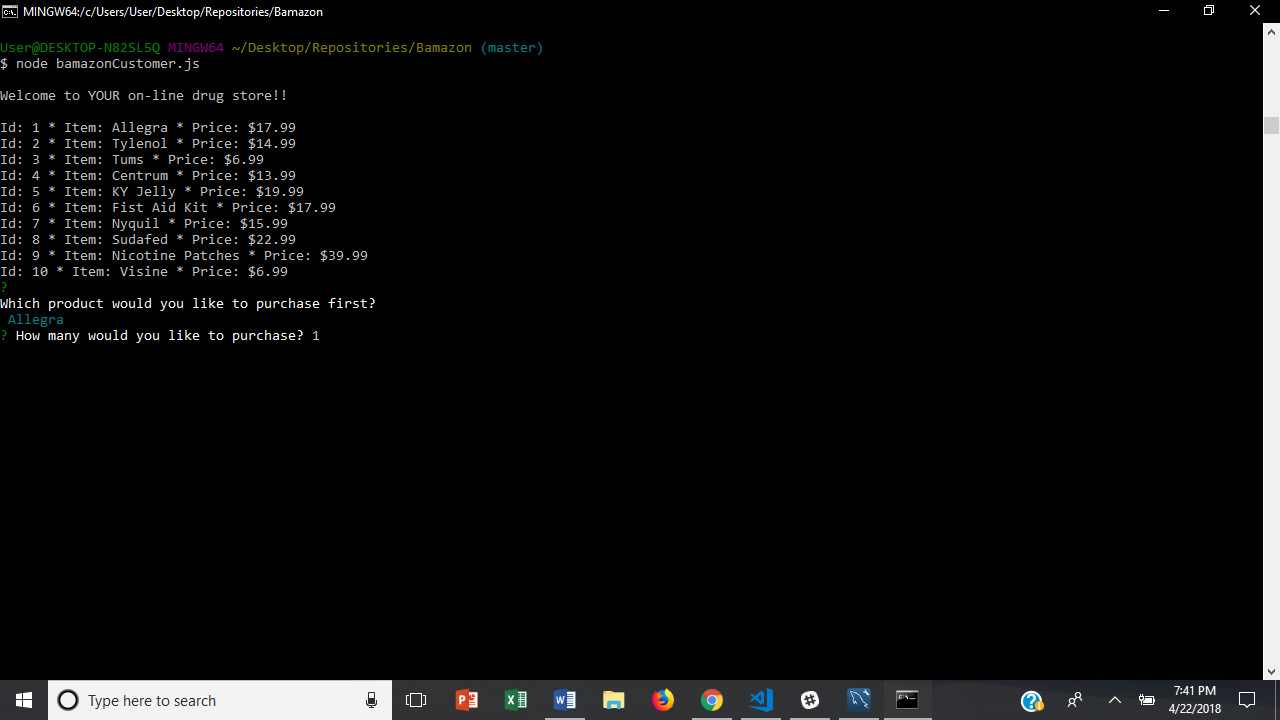 MINGW64:/c/Users/User/Desktop/Repositories/Bamazon
User@DESKTOP-N82SL5Q MINGW64 ~/Desktop/Repositories/Bamazon (master)
$ node bamazonCustomer.js
Welcome to YOUR on-line drug store!!
Id: 1 * Item: Allegra * Price: $17.99
Id: 2 * Item: Tylenol * Price: $14.99
Id: 3 * Item: Tums * Price: $6.99
Id: 4 * Item: Centrum * Price: $13.99
Id: 5 * Item: KY Jelly * Price: $19.99
Id: 6 * Item: Fist Aid Kit * Price: $17.99
Id: 7 * Item: Nyquil * Price: $15.99
Id: 8 * Item: Sudafed * Price: $22.99
Id: 9 * Item: Nicotine Patches * Price: $39.99
Id: 10 * Item: Visine * Price: $6.99
?
Which product would you like to purchase first?
Allegra
? How many would you like to purchase? 1
Type here to search
7:41 PM
4/22/2018